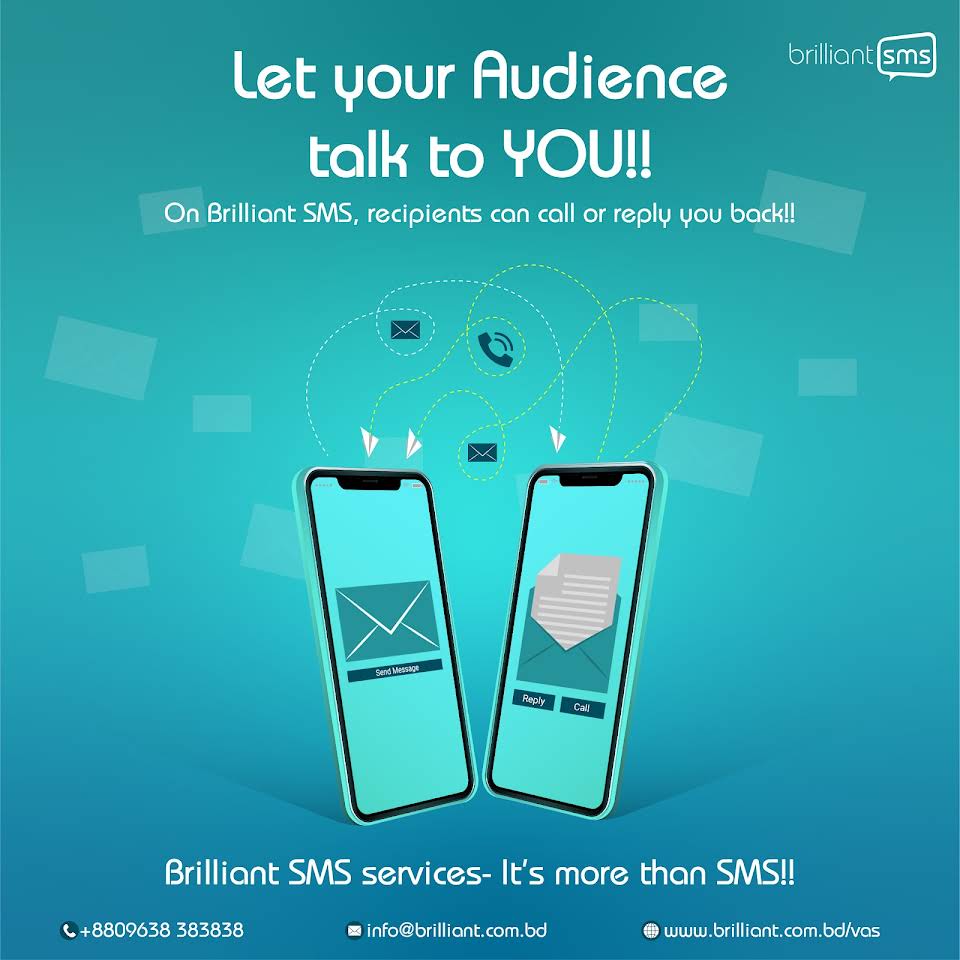 brilliant sms
Let your Audience
talk to YOU!!
On Brilliant SMS, recipients can call or reply you back!!
Send Message
Reply
Call
Brilliant SMS services- It's more than SMS!!
+8809638 383838
info@brilliant.com.bd
www.brilliant.com.bd/vas